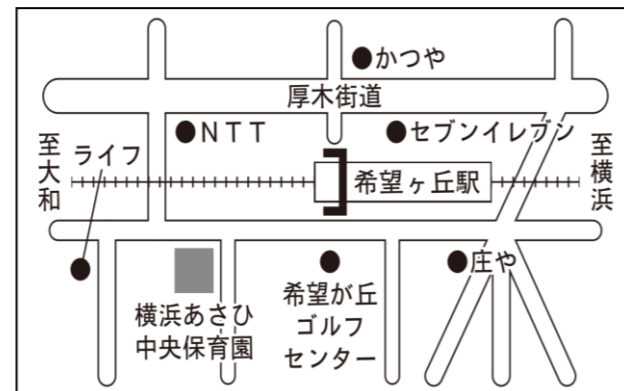 かつや
厚木街道
NTT
セブンイレブン
至大和
ライフ
希望ヶ丘駅
至横浜
庄や
横浜あさひ
中央保育園
希望が丘
ゴルフ
センター